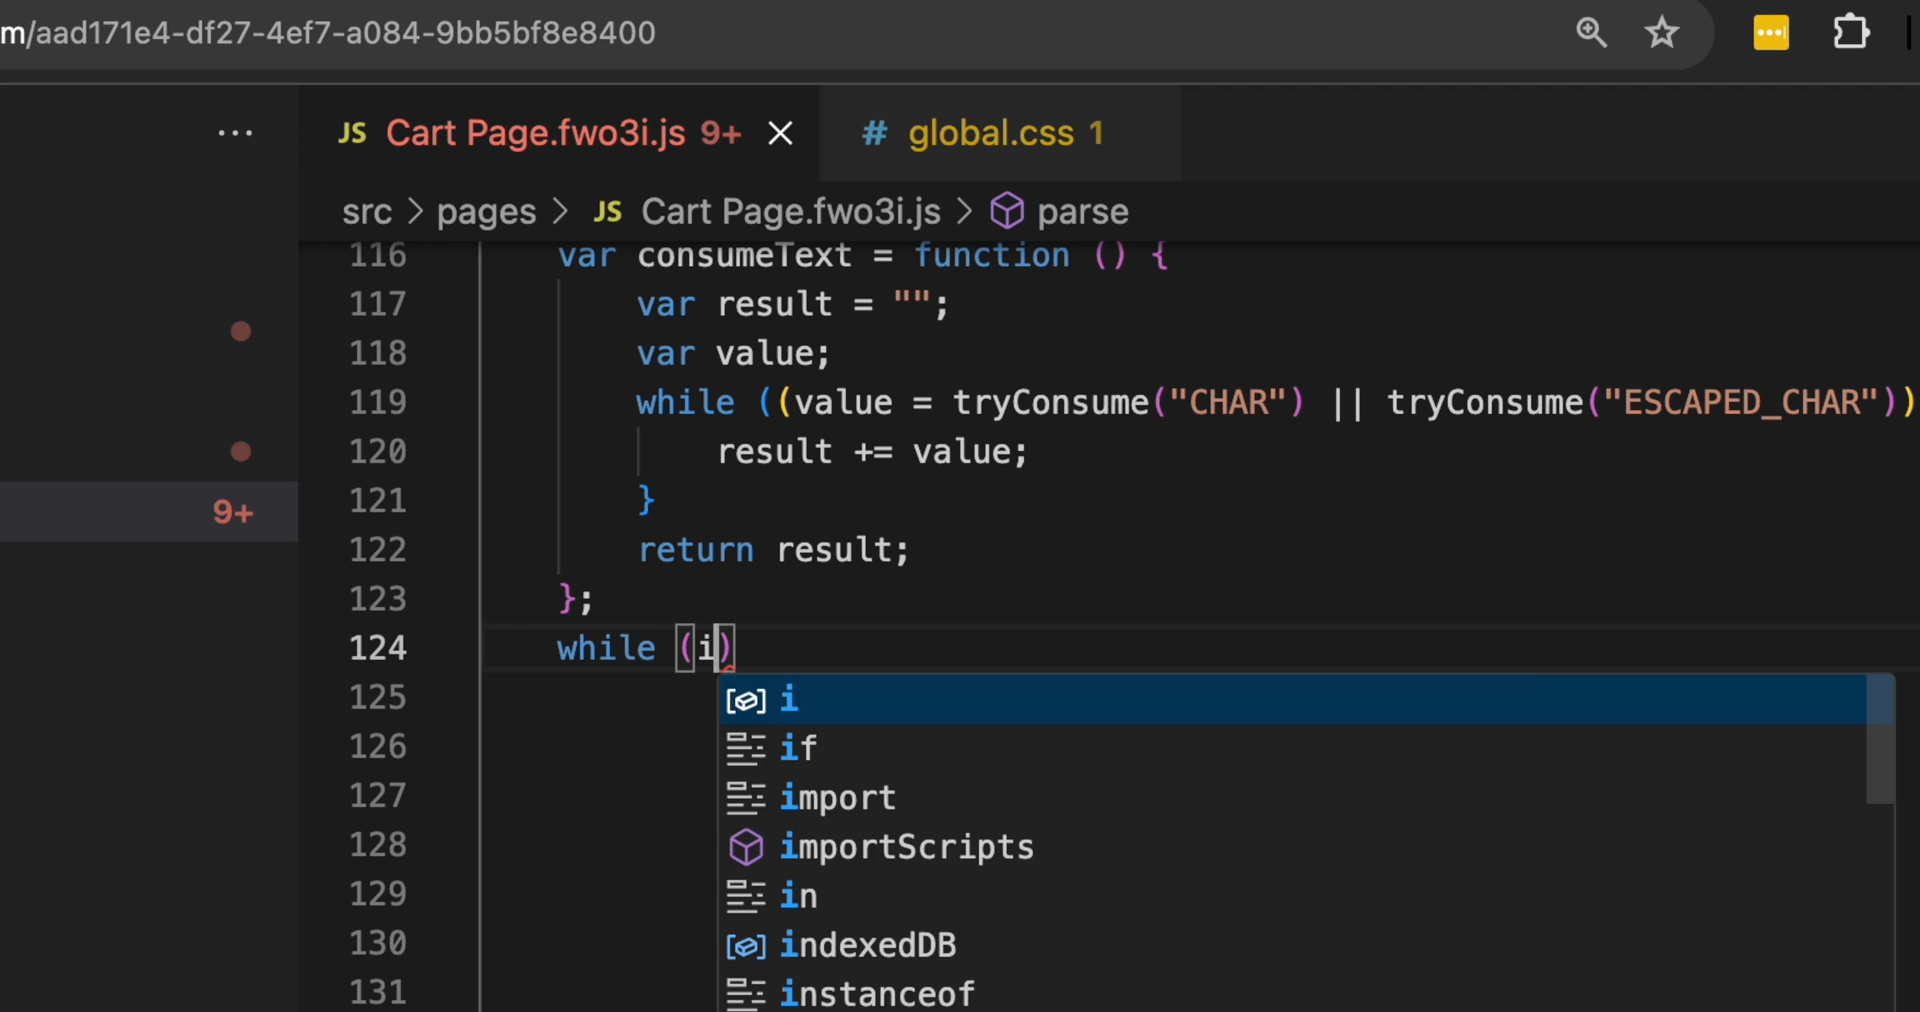 m/aad171e4-df27-4ef7-a084-9bb5bf8e8400
JS Cart Page.fwo3i.js 9+ # global.css 1
src > pages > JS Cart Page.fwo3i.js > parse
116 var consumeText = function () {
117 var result = "";
118 var value;
119 while ((value = tryConsume("CHAR") || tryConsume("ESCAPED_CHAR"))
120 result += value;
9+
121 }
122 return result;
123 };
124 while (i)
125 i
126 if
127 import
128 importScripts
129 in
130 indexedDB
131 instanceof